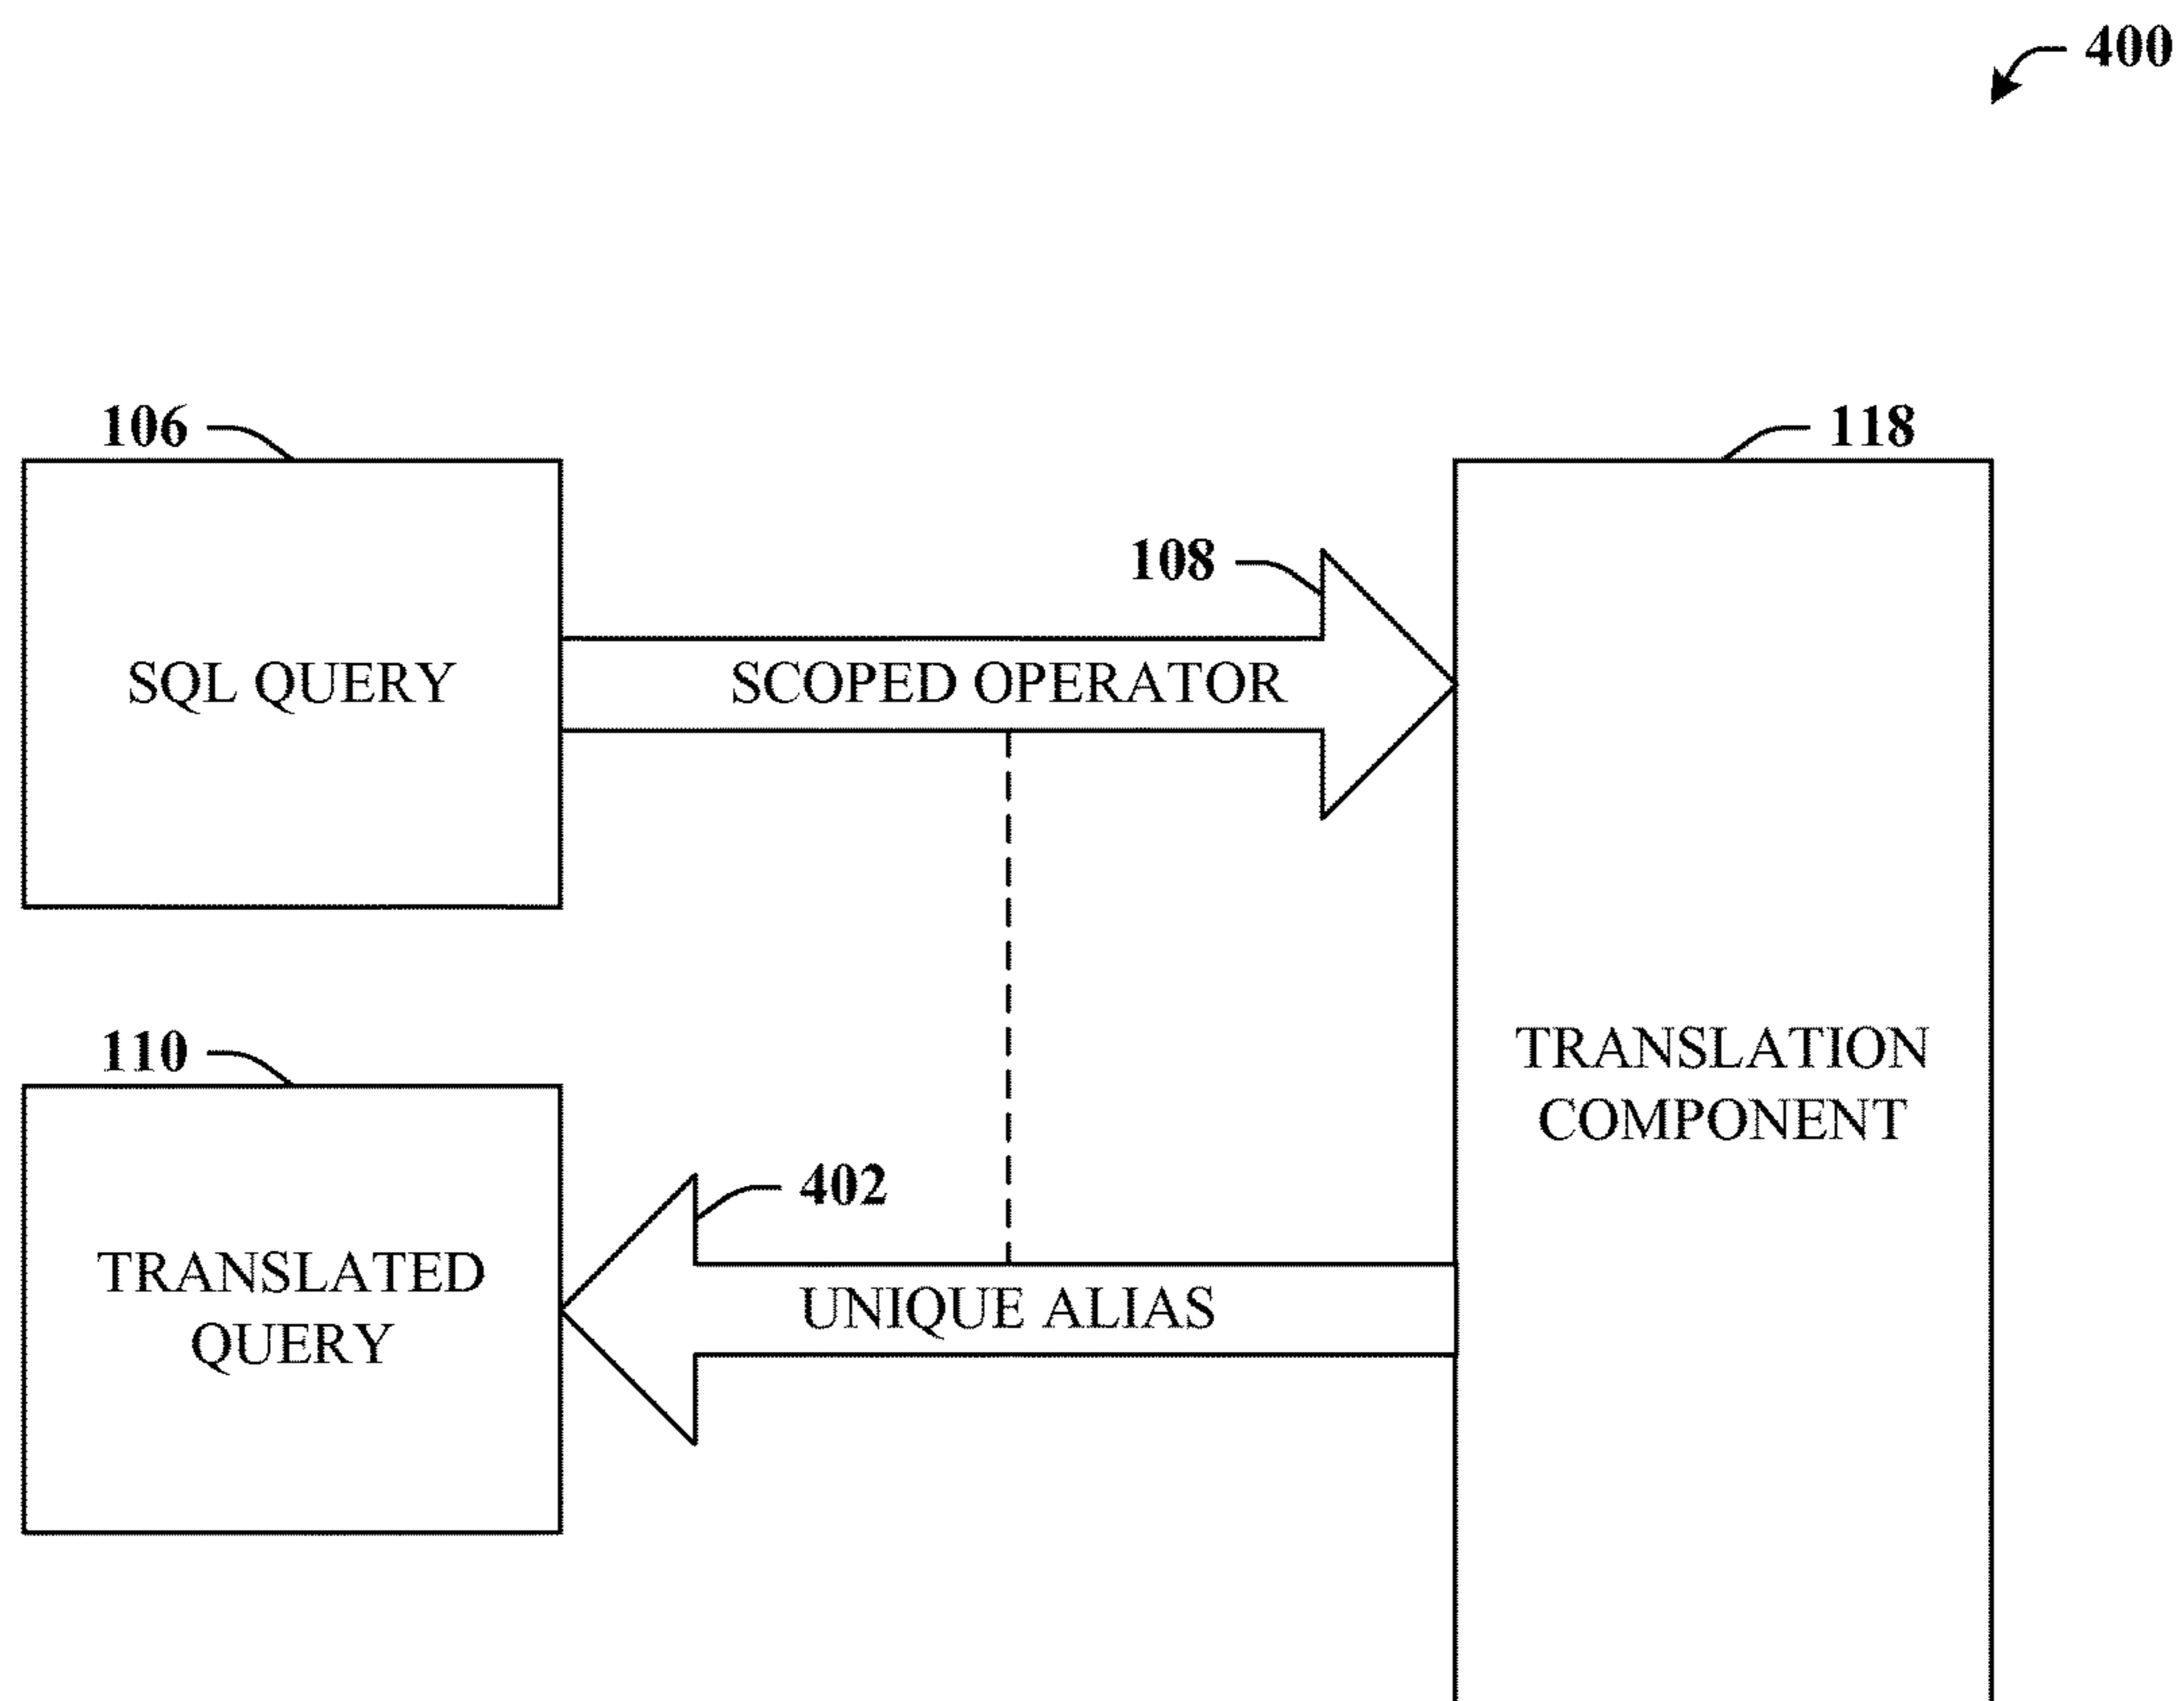 400
106
118
108
SQL QUERY
SCOPED OPERATOR
110
TRANSLATION
COMPONENT
402
TRANSLATED
QUERY
UNIQUE ALIAS